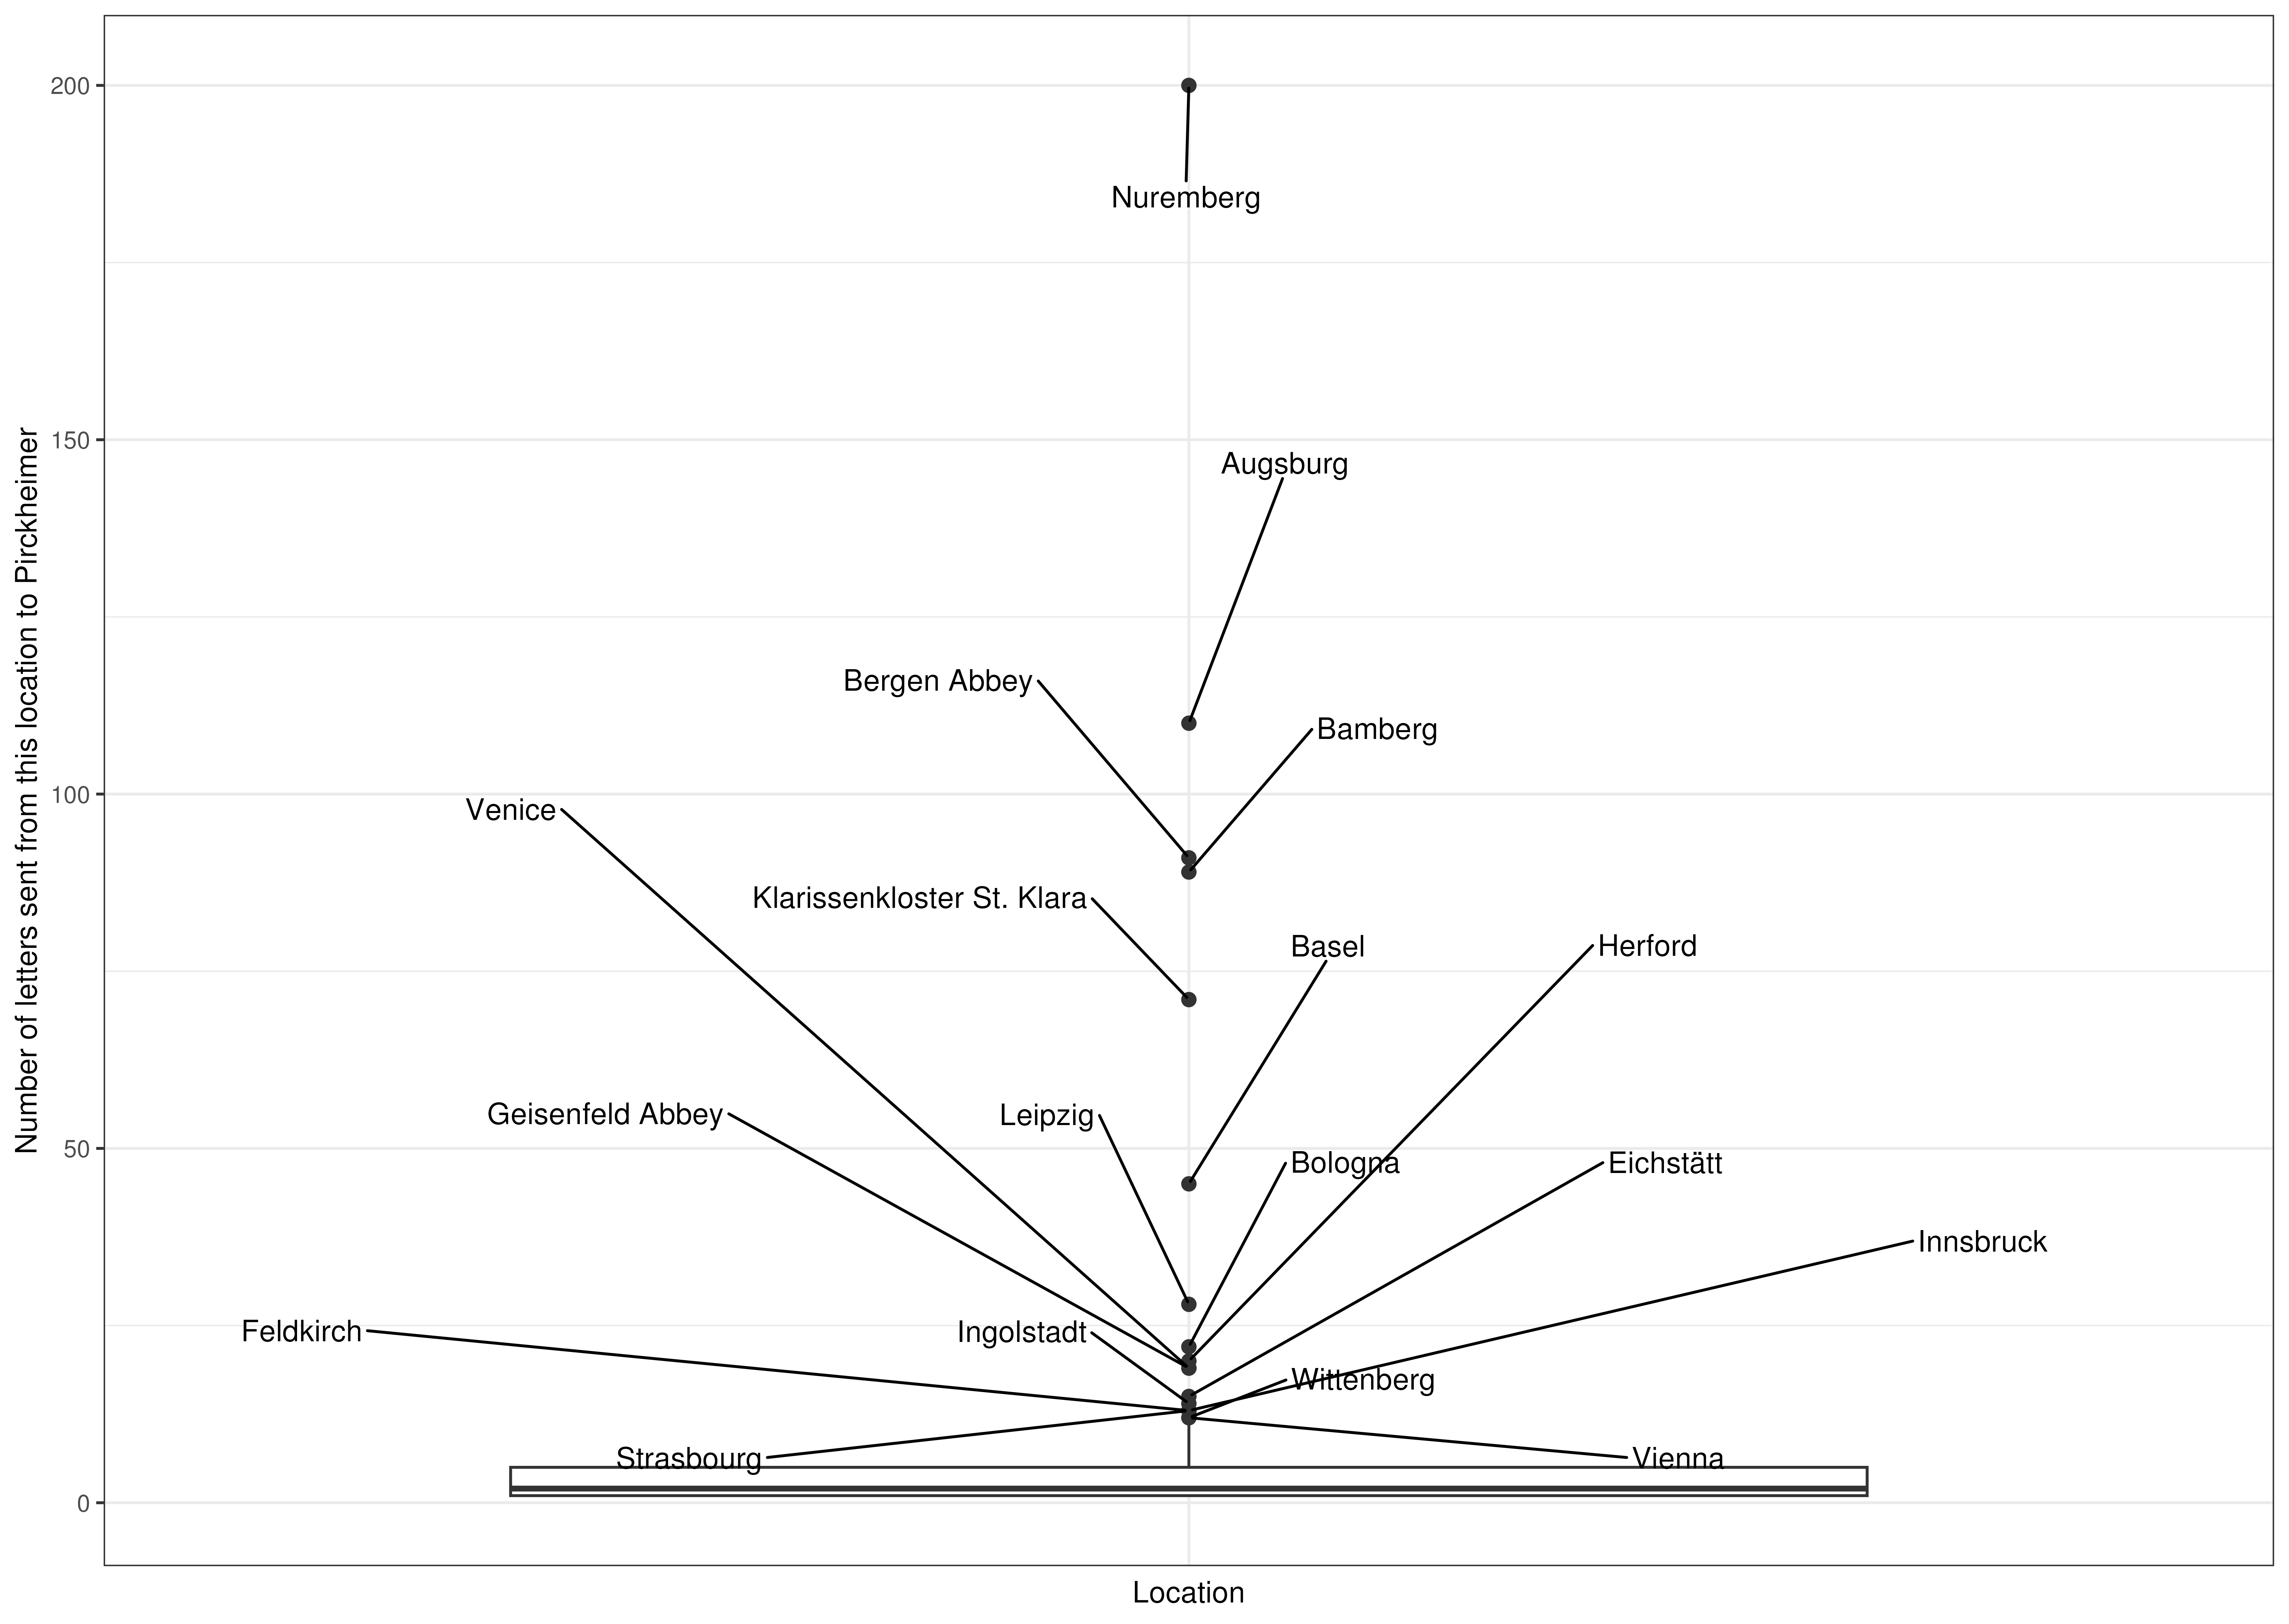 200
Nuremberg
150
Augsburg
Bergen Abbey
Bamberg
100
Venice
Klarissenkloster St. Klara
Basel
Herford
Geisenfeld Abbey
Leipzig
50
Bologna
Eichstätt
Innsbruck
Feldkirch
Ingolstadt
Wittenberg
Strasbourg
Vienna
0
Number of letters sent from this location to Pirckheimer
Location